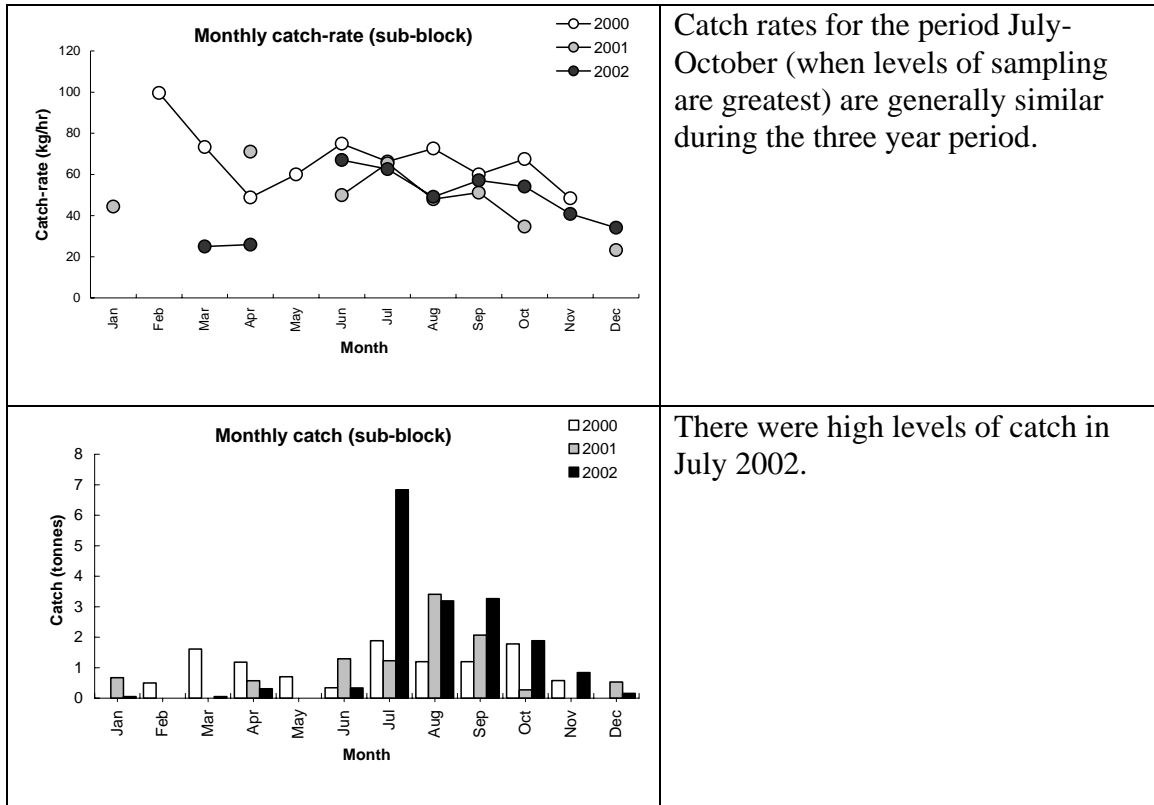 Monthly catch-rate (sub-block)
2000
2001
2002
120
100
80
60
40
20
0
Catch-rate (kg/hr)
Jan
Feb
Mar
Apr
May
Jun
Jul
Aug
Sep
Oct
Nov
Dec
Month
Catch rates for the period July-
October (when levels of sampling
are greatest) are generally similar
during the three year period.
Monthly catch (sub-block)
2000
2001
2002
8
7
6
5
4
3
2
1
0
Catch (tonnes)
Jan
Feb
Mar
Apr
May
Jun
Jul
Aug
Sep
Oct
Nov
Dec
Month
There were high levels of catch in
July 2002.